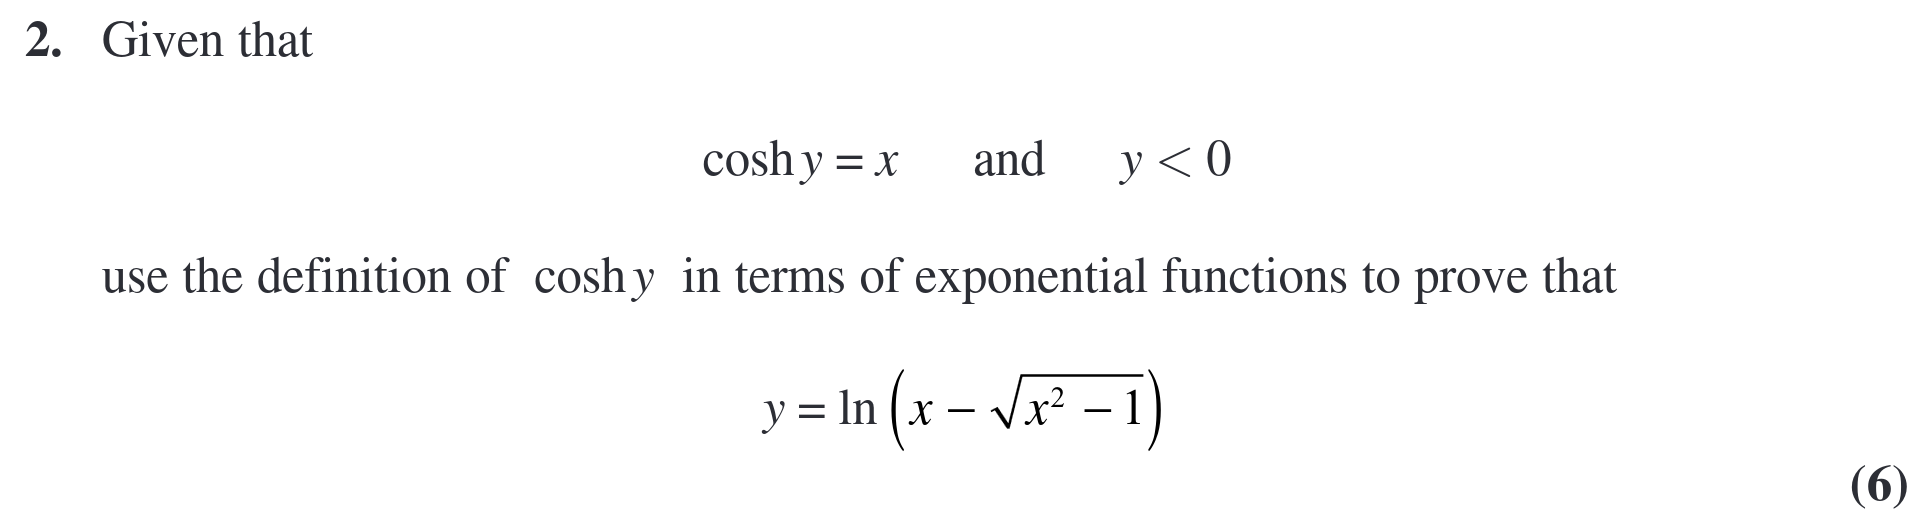 2. Given that
cosh y = x and y < 0
use the definition of cosh y in terms of exponential functions to prove that
y = ln (x − √(x² − 1))
(6)